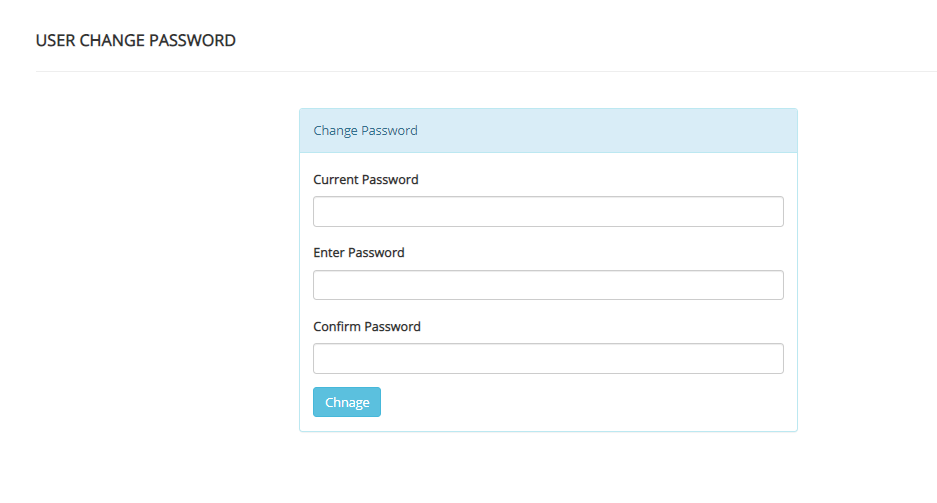 USER CHANGE PASSWORD
Change Password
Current Password
Enter Password
Confirm Password
Chnage